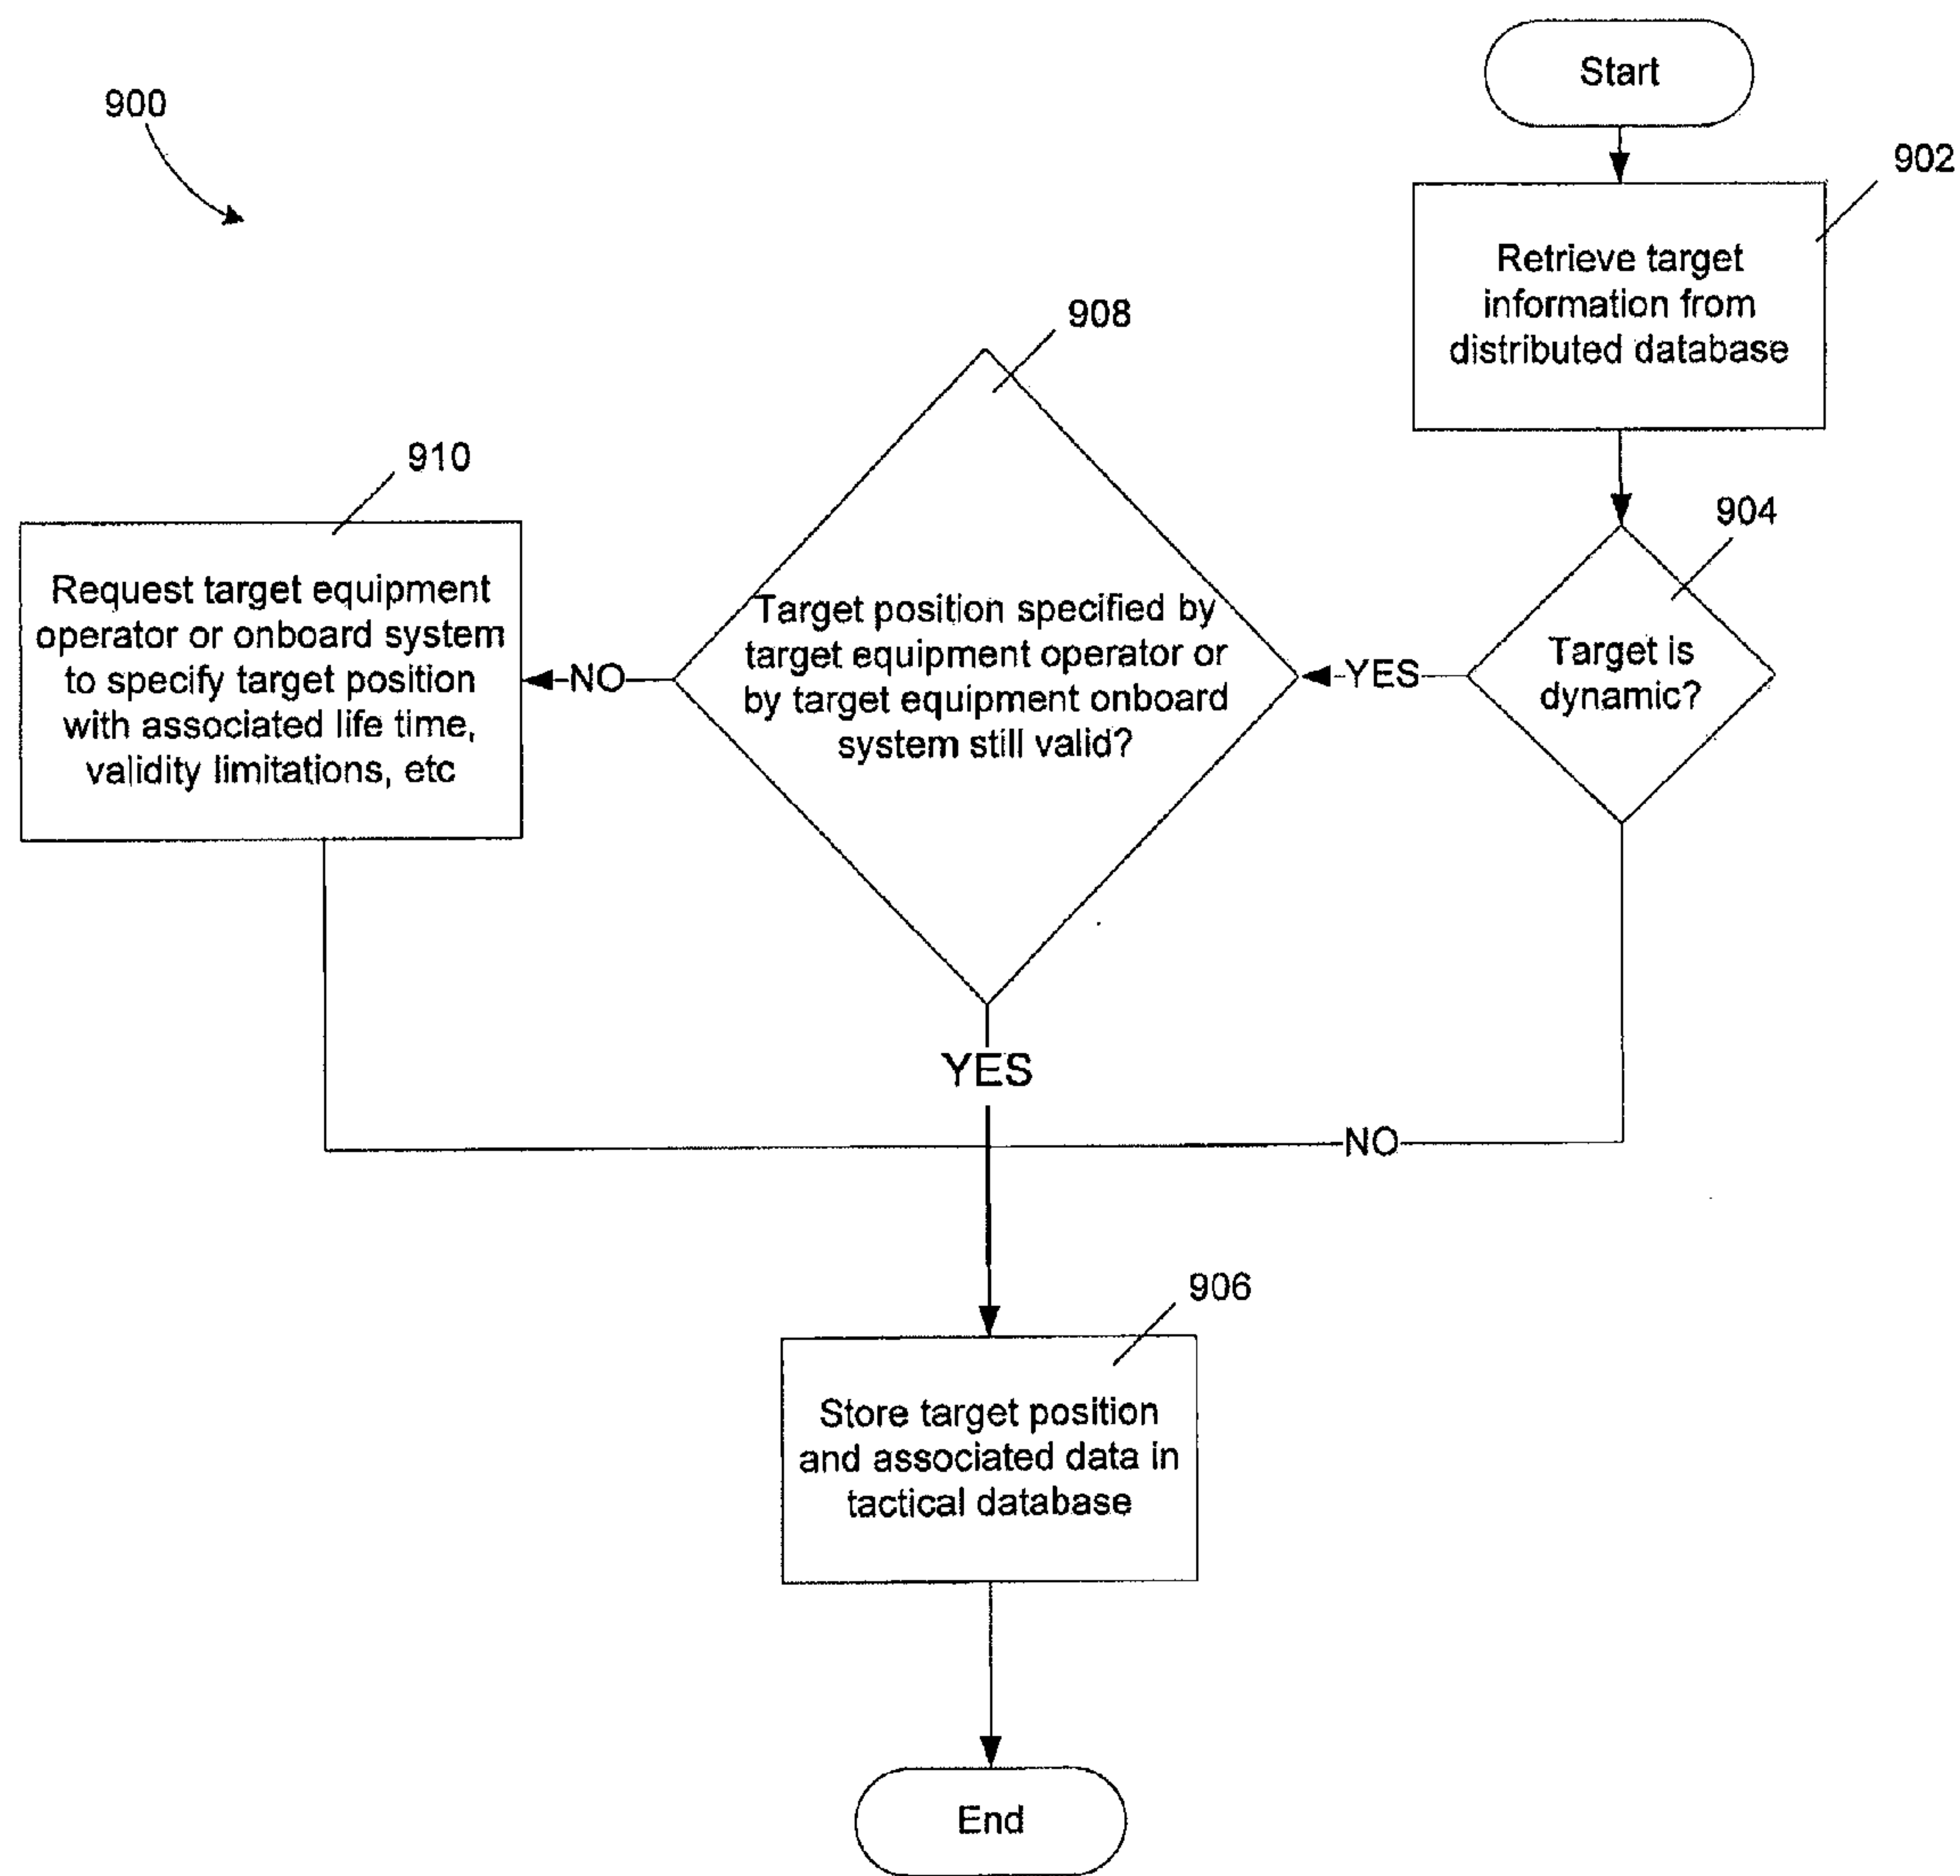 Start
900
902
Retrieve target
information from
distributed database
908
910
904
Request target equipment
operator or onboard system
to specify target position
with associated life time,
validity limitations, etc
NO
Target position specified by
target equipment operator or
by target equipment onboard
system still valid?
YES
Target is
dynamic?
YES
NO
906
Store target position
and associated data in
tactical database
End